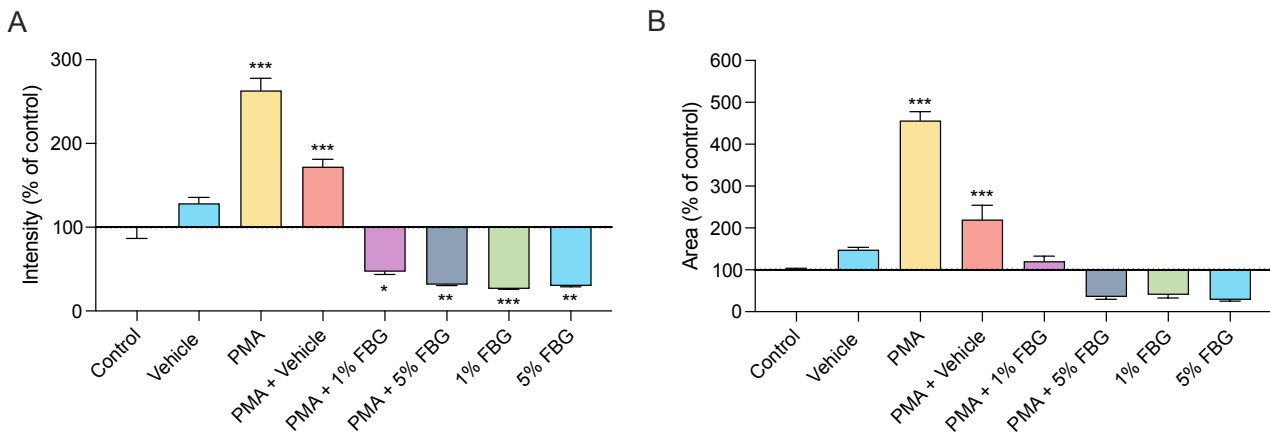 A
Intensity (% of control)
300
200
100
0
***
***
*
**
***
**
Control
Vehicle
PMA
PMA + Vehicle
PMA + 1% FBG
PMA + 5% FBG
1% FBG
5% FBG
B
Area (% of control)
600
500
400
300
200
100
0
***
***
Control
Vehicle
PMA
PMA + Vehicle
PMA + 1% FBG
PMA + 5% FBG
1% FBG
5% FBG